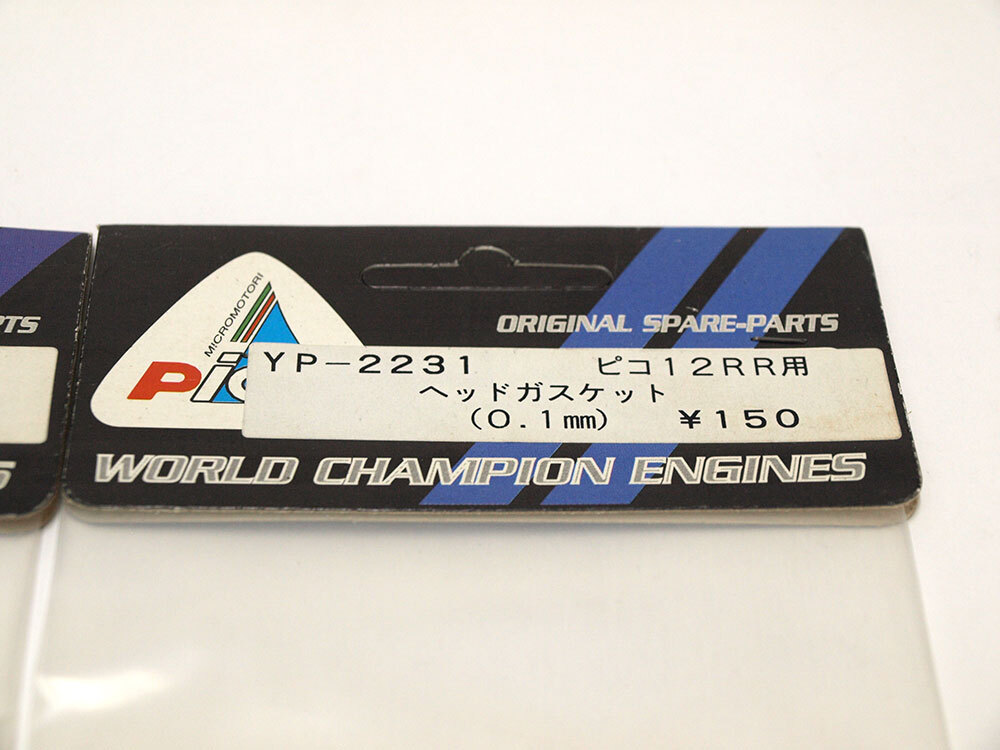 MICROMOTORI
ORIGINAL SPARE-PARTS
YP-2231 ピコ12RR用
ヘッドガスケット
(0.1mm) ¥150
WORLD CHAMPION ENGINES